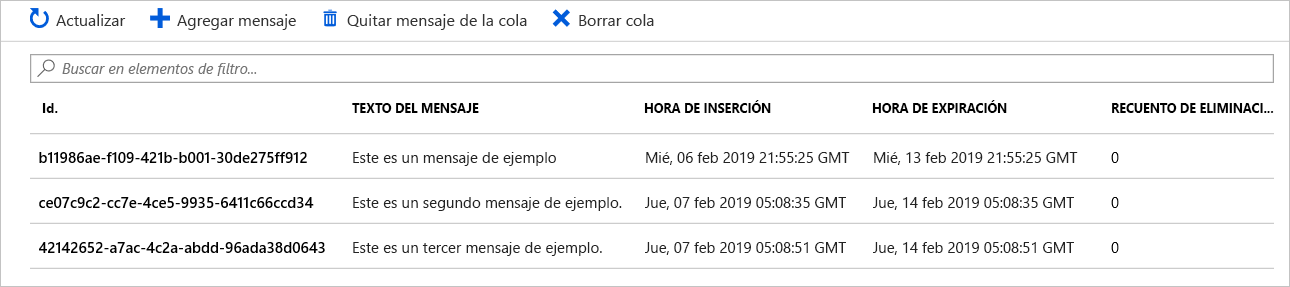 Actualizar Agregar mensaje Quitar mensaje de la cola Borrar cola
Buscar en elementos de filtro...
Id. TEXTO DEL MENSAJE HORA DE INSERCIÓN HORA DE EXPIRACIÓN RECUENTO DE ELIMINACI...
b11986ae-f109-421b-b001-30de275ff912 Este es un mensaje de ejemplo Mié, 06 feb 2019 21:55:25 GMT Mié, 13 feb 2019 21:55:25 GMT 0
ce07c9c2-cc7e-4ce5-9935-6411c66ccd34 Este es un segundo mensaje de ejemplo. Jue, 07 feb 2019 05:08:35 GMT Jue, 14 feb 2019 05:08:35 GMT 0
42142652-a7ac-4c2a-abdd-96ada38d0643 Este es un tercer mensaje de ejemplo. Jue, 07 feb 2019 05:08:51 GMT Jue, 14 feb 2019 05:08:51 GMT 0